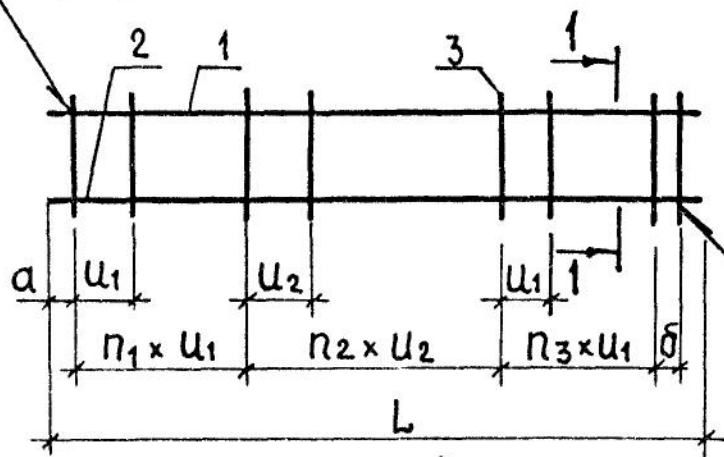 2 1 3 1
a u₁ u₂ u₁ 1
n₁ × u₁ n₂ × u₂ n₃ × u₁ б
L